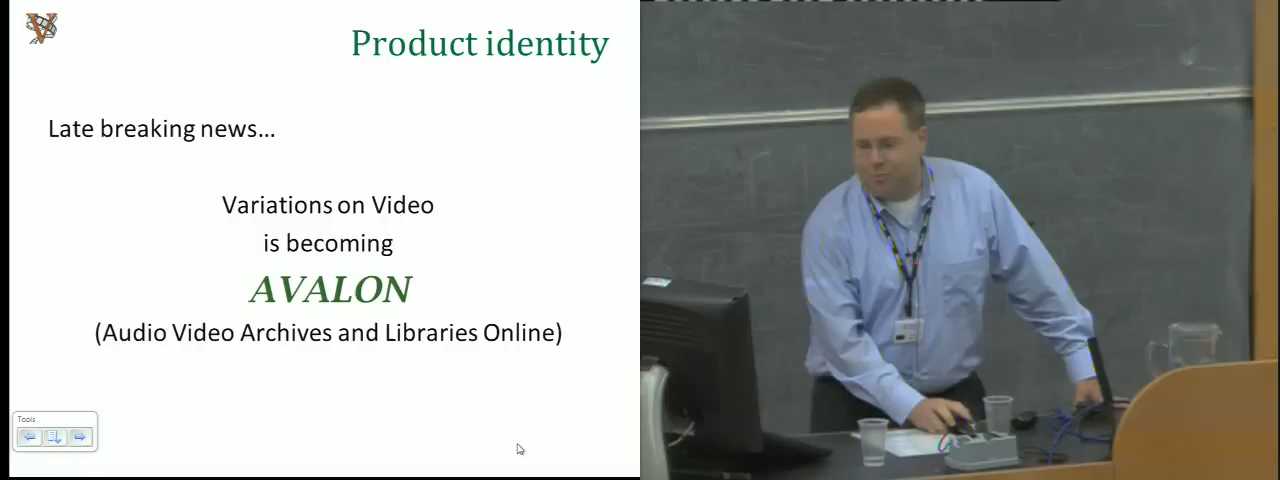 V
Product identity
Late breaking news...
Variations on Video
is becoming
AVALON
(Audio Video Archives and Libraries Online)
Tools